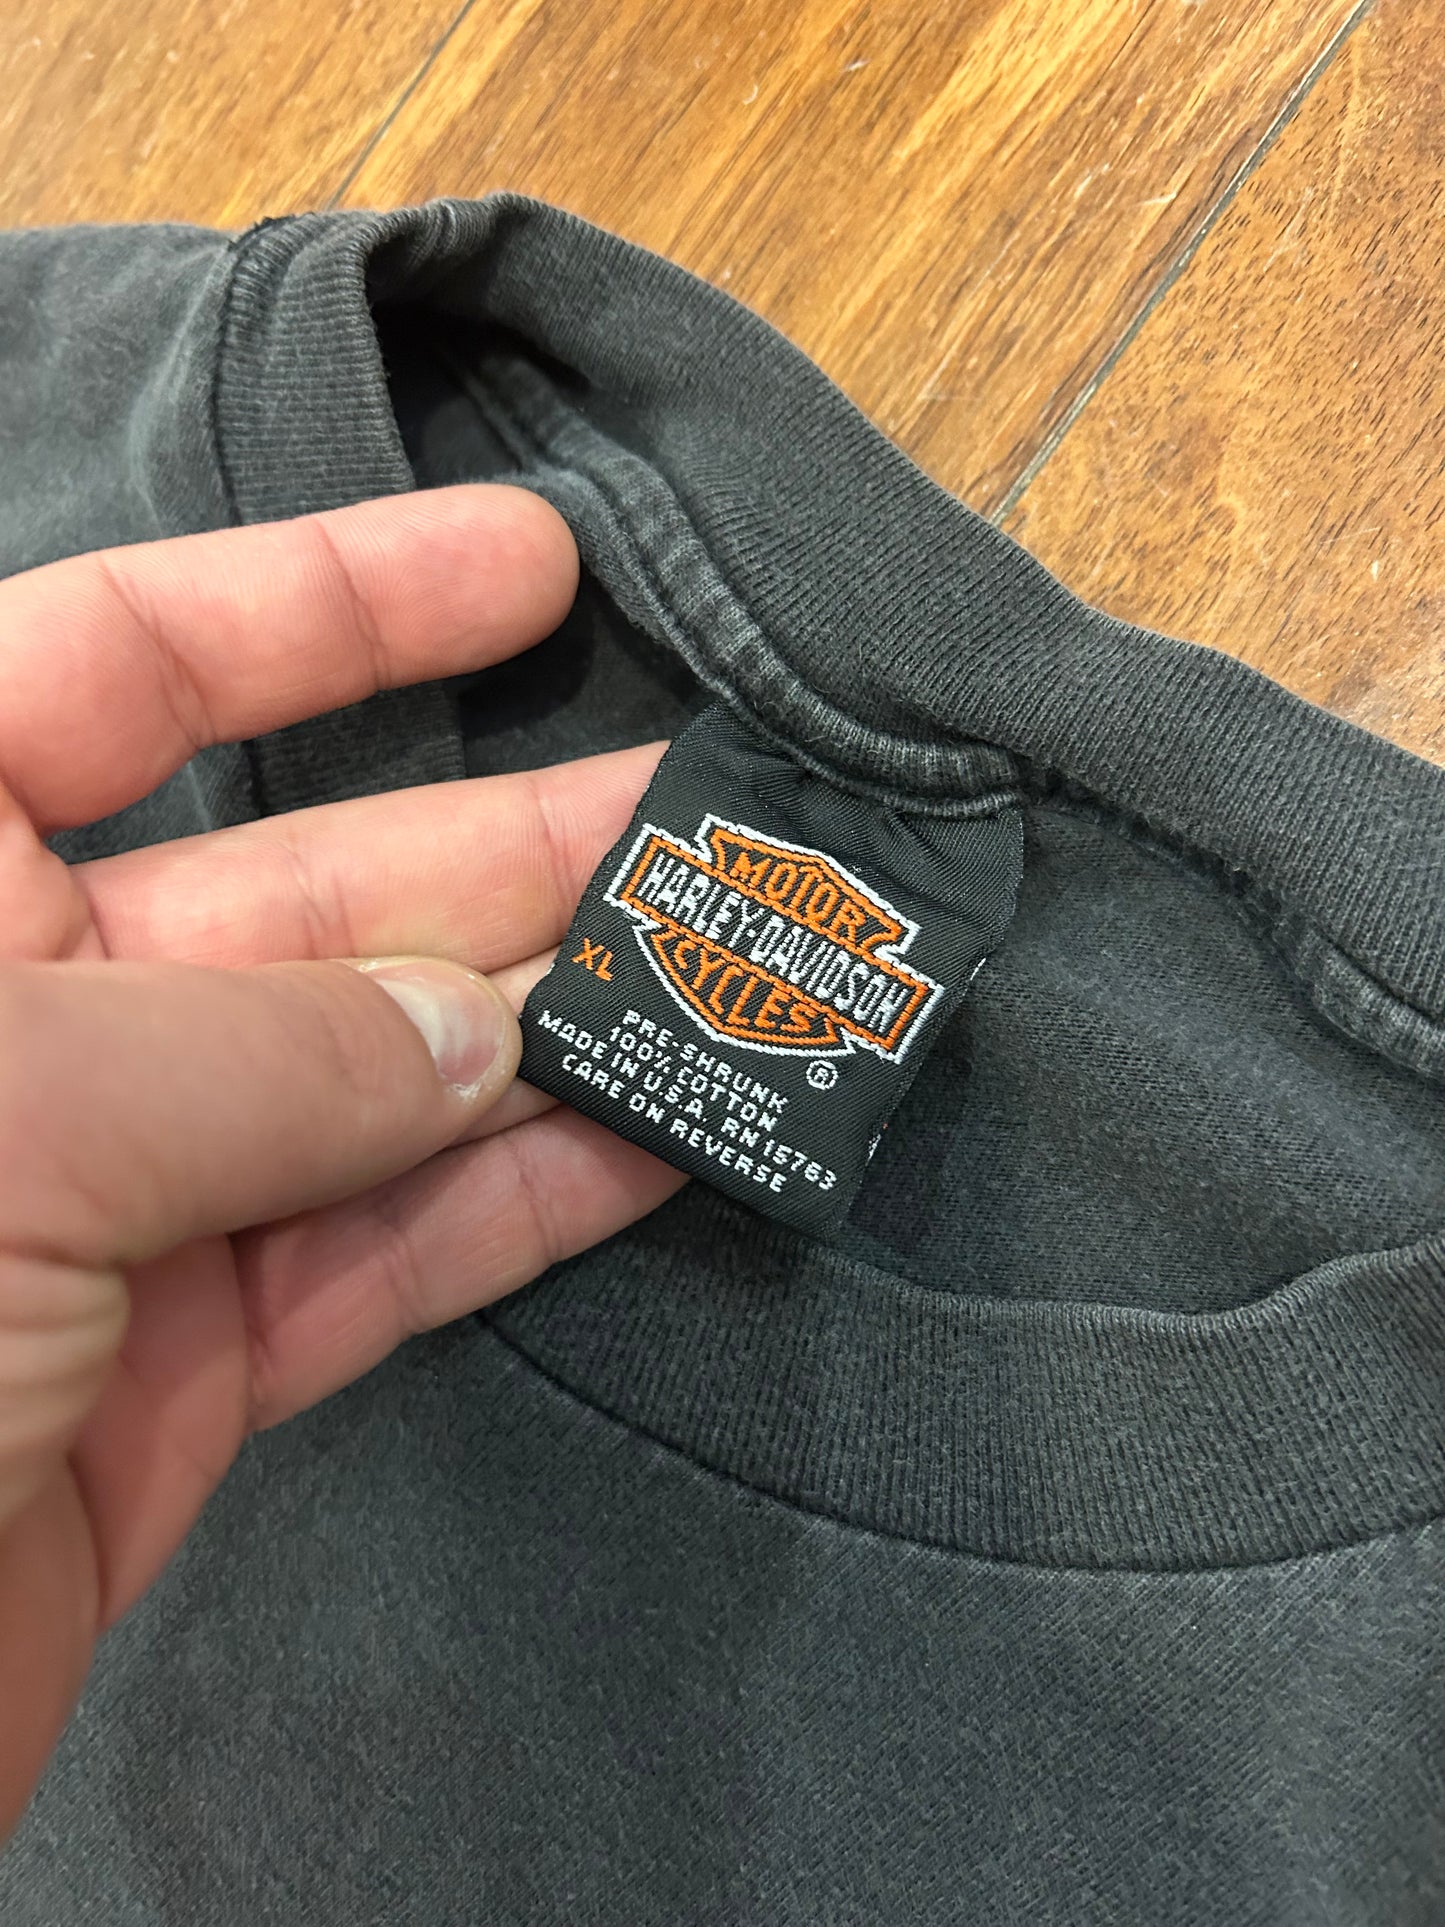 MOTOR
HARLEY-DAVIDSON
CYCLES
®
XL
PRE-SHRUNK
100% COTTON
MADE IN U.S.A. RN 15763
CARE ON REVERSE